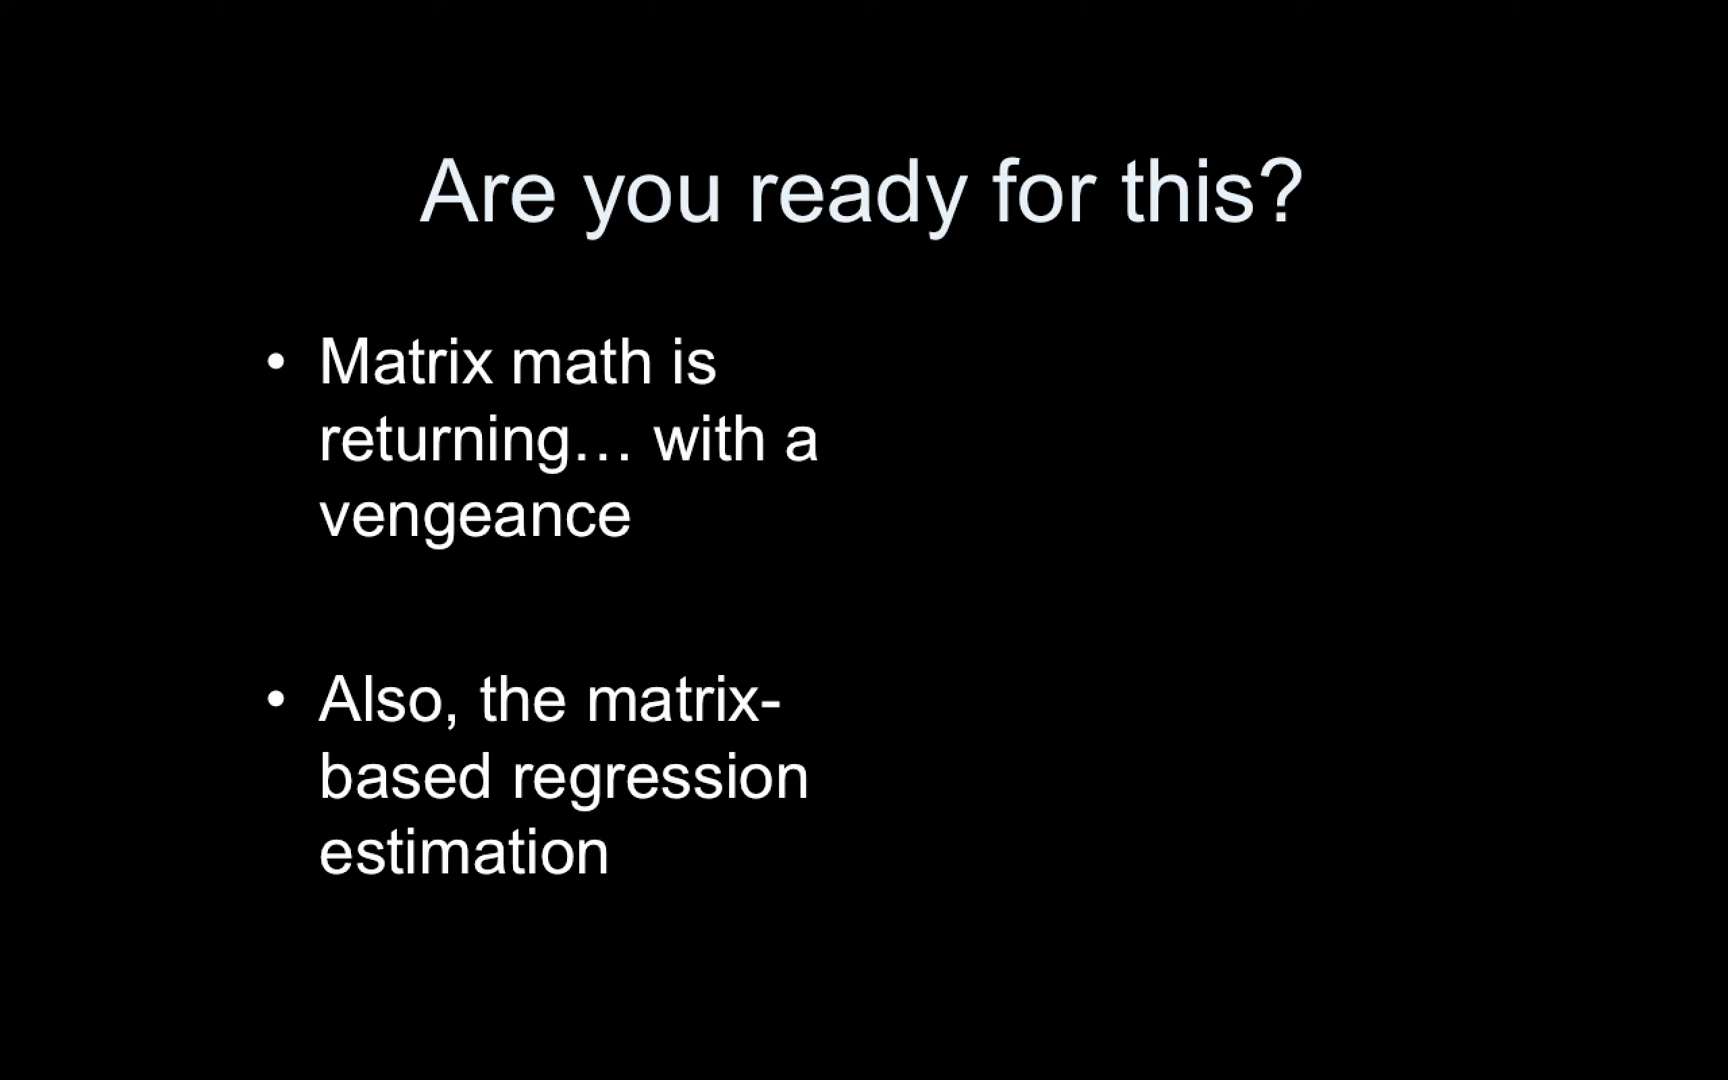 Are you ready for this?
• Matrix math is
returning… with a
vengeance
• Also, the matrix-
based regression
estimation